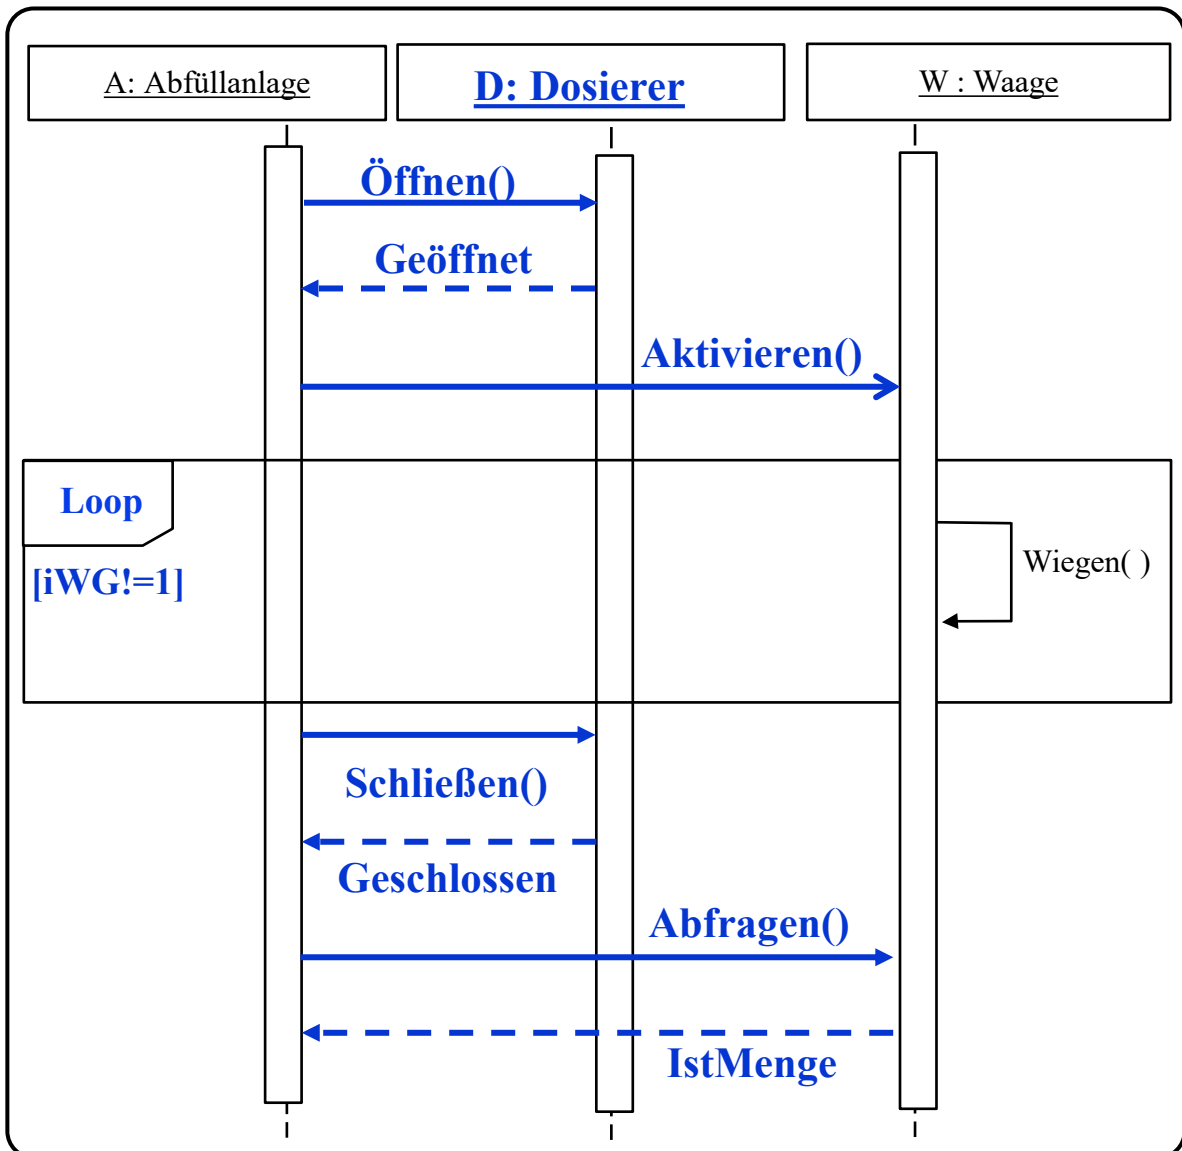 A: Abfüllanlage
D: Dosierer
W : Waage
Öffnen()
Geöffnet
Aktivieren()
Loop
[iWG!=1]
Wiegen( )
Schließen()
Geschlossen
Abfragen()
IstMenge